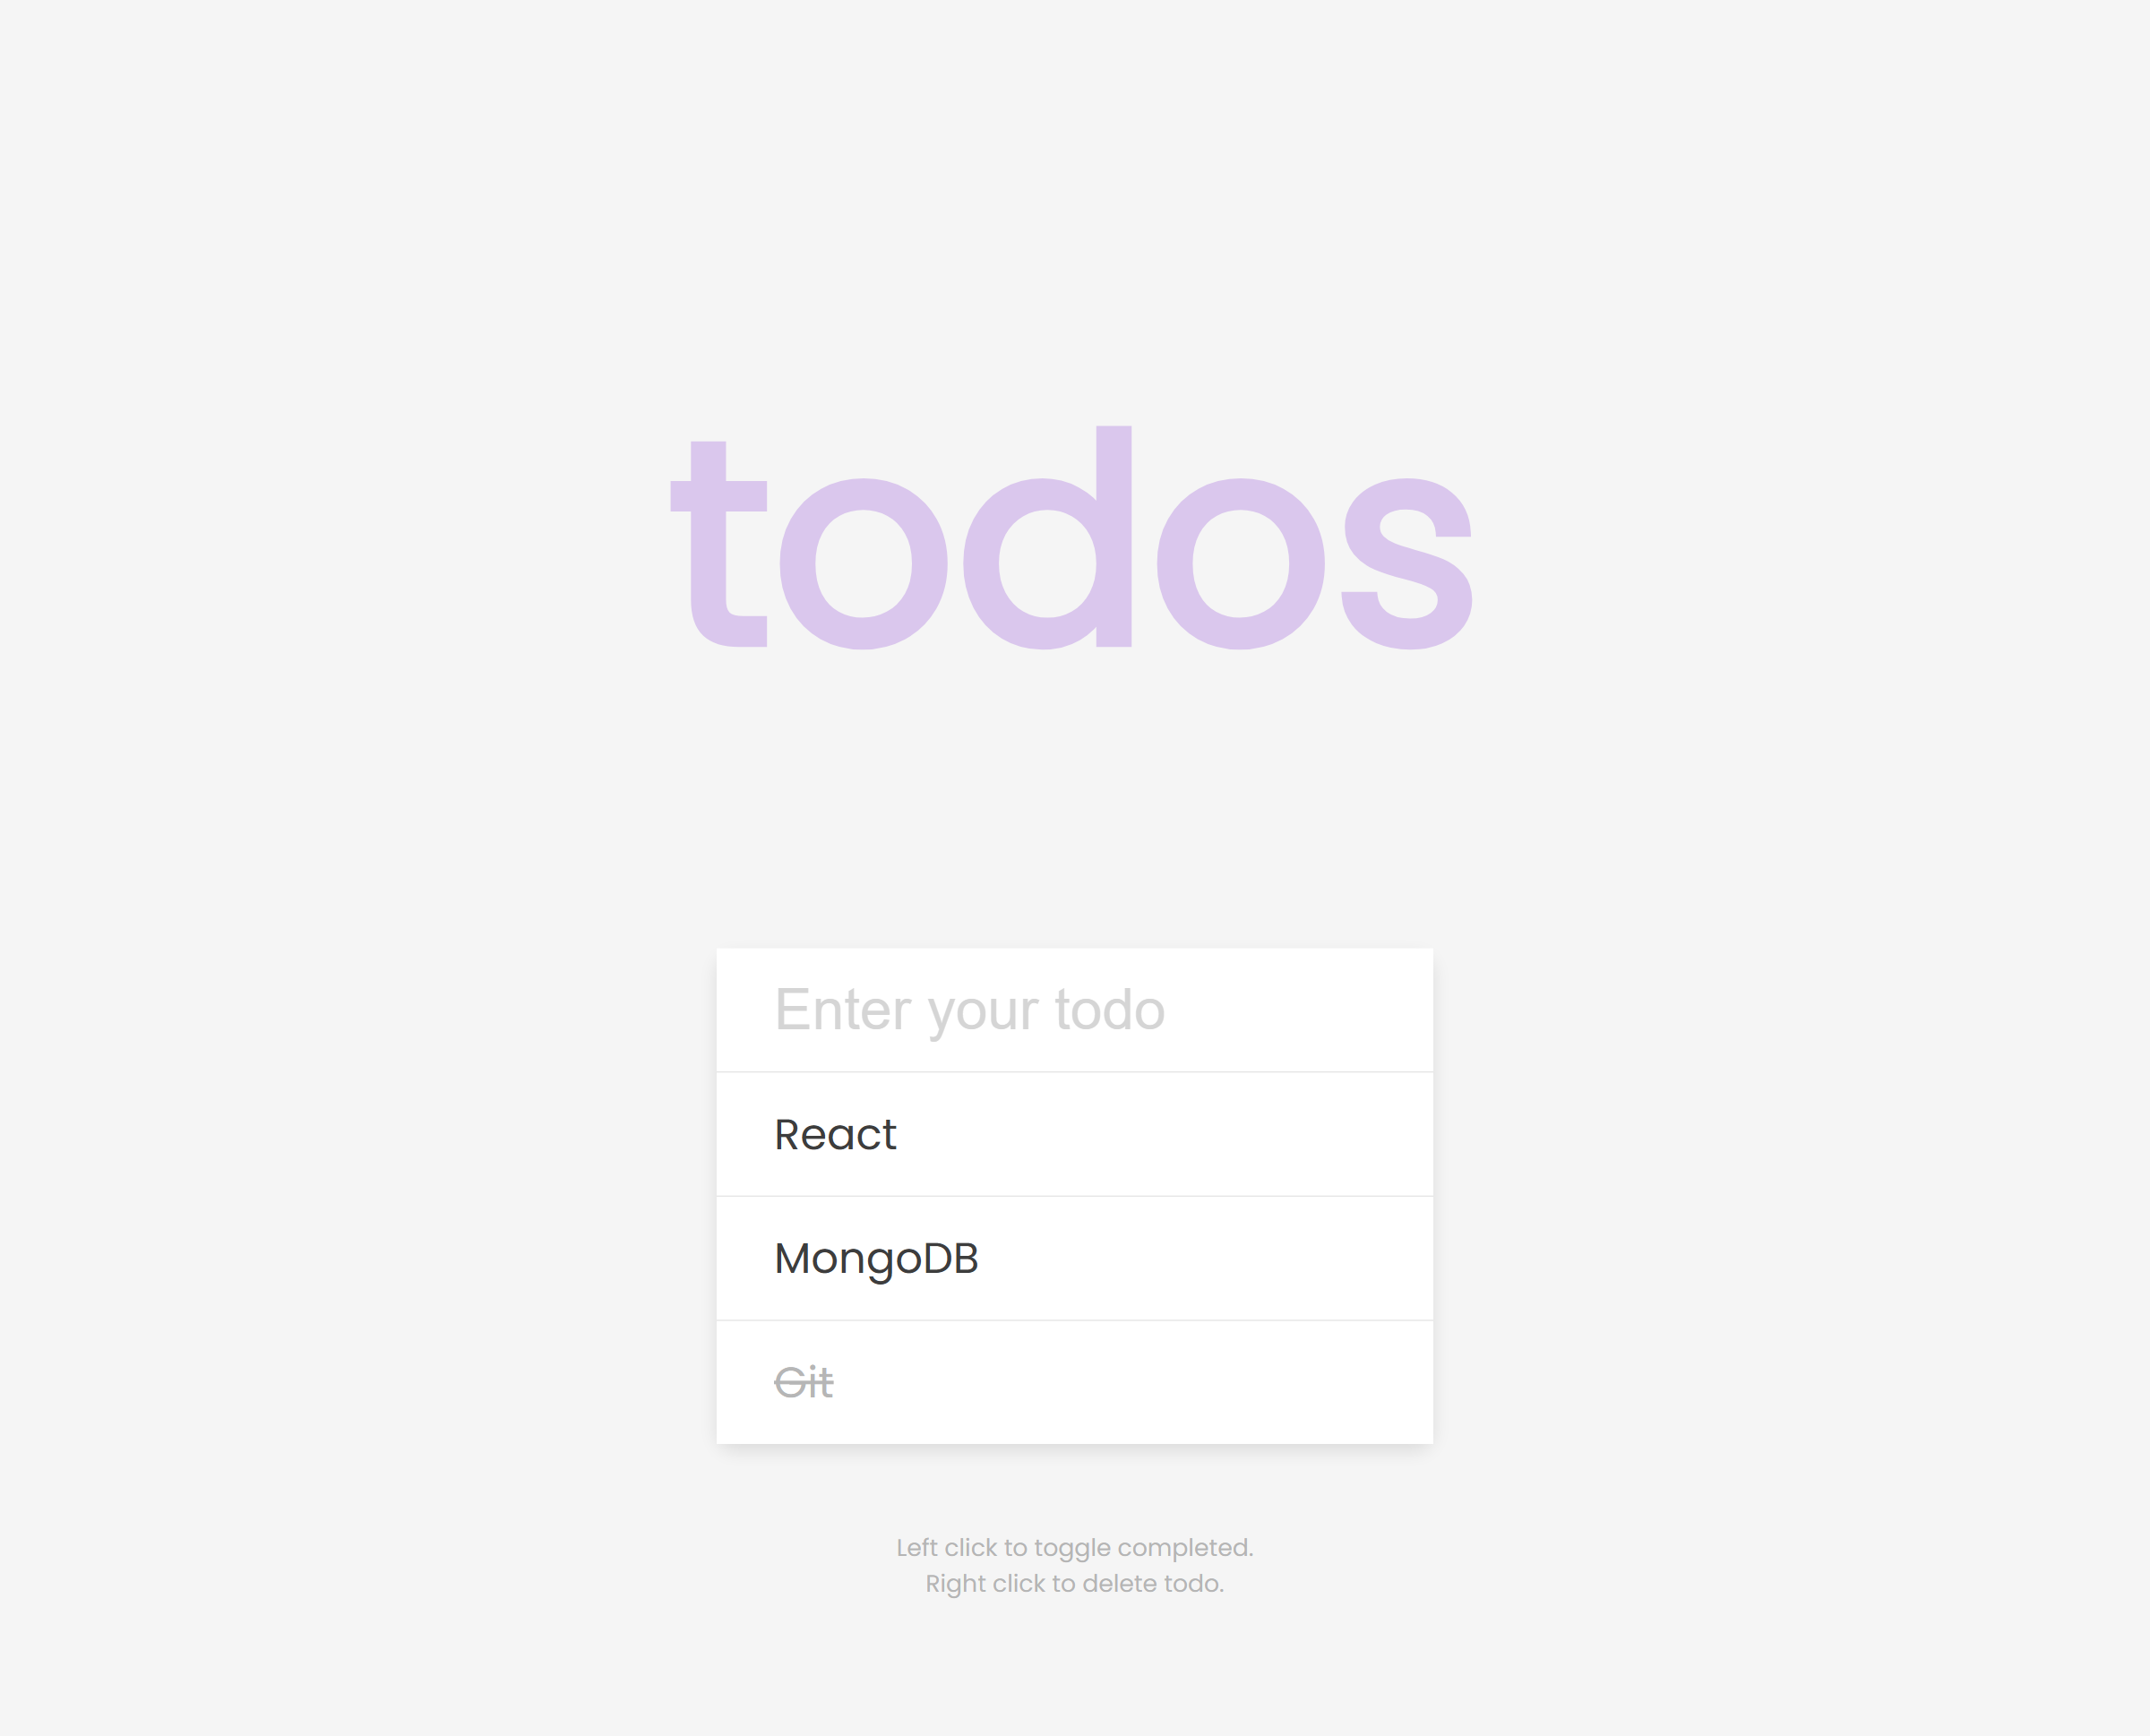 todos
Enter your todo
React
MongoDB
Git
Left click to toggle completed.
Right click to delete todo.